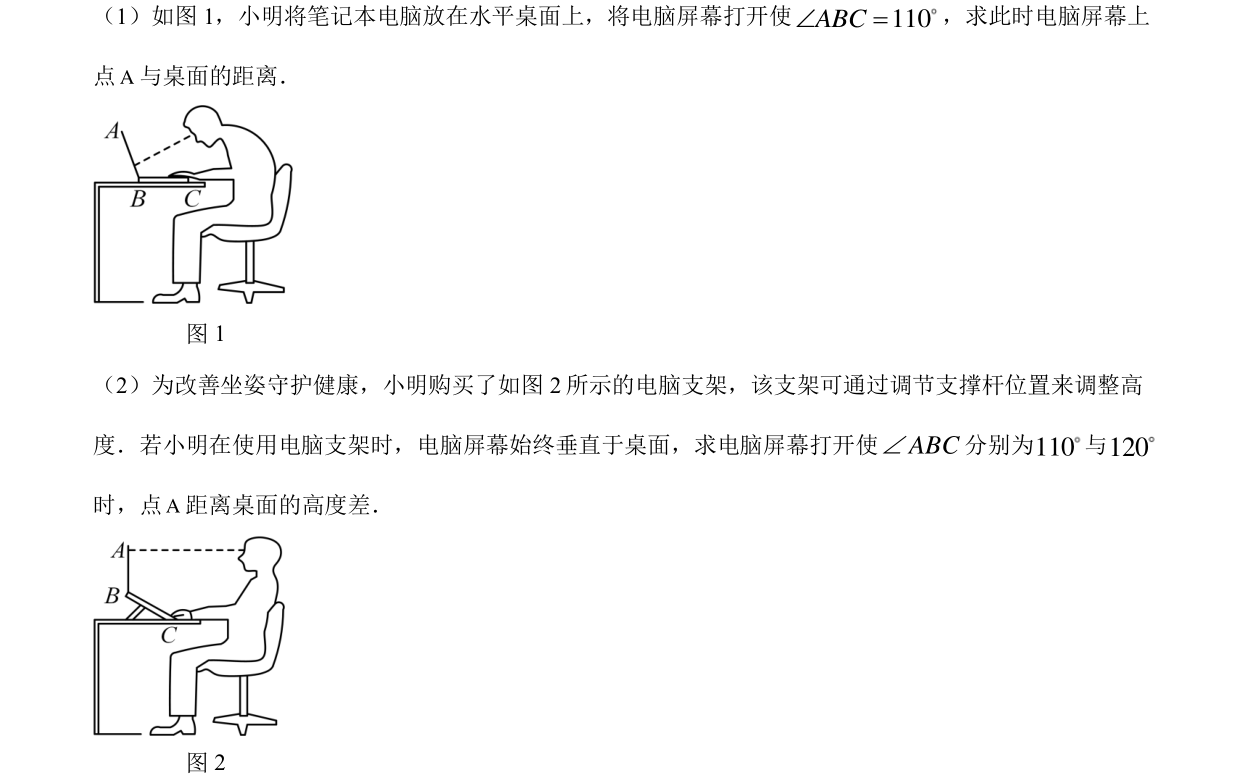 （1）如图 1，小明将笔记本电脑放在水平桌面上，将电脑屏幕打开使∠ABC＝110°，求此时电脑屏幕上
点 A 与桌面的距离．
A
B
C
图 1
（2）为改善坐姿守护健康，小明购买了如图 2 所示的电脑支架，该支架可通过调节支撑杆位置来调整高
度．若小明在使用电脑支架时，电脑屏幕始终垂直于桌面，求电脑屏幕打开使∠ABC 分别为110°与120°
时，点 A 距离桌面的高度差．
A
B
C
图 2